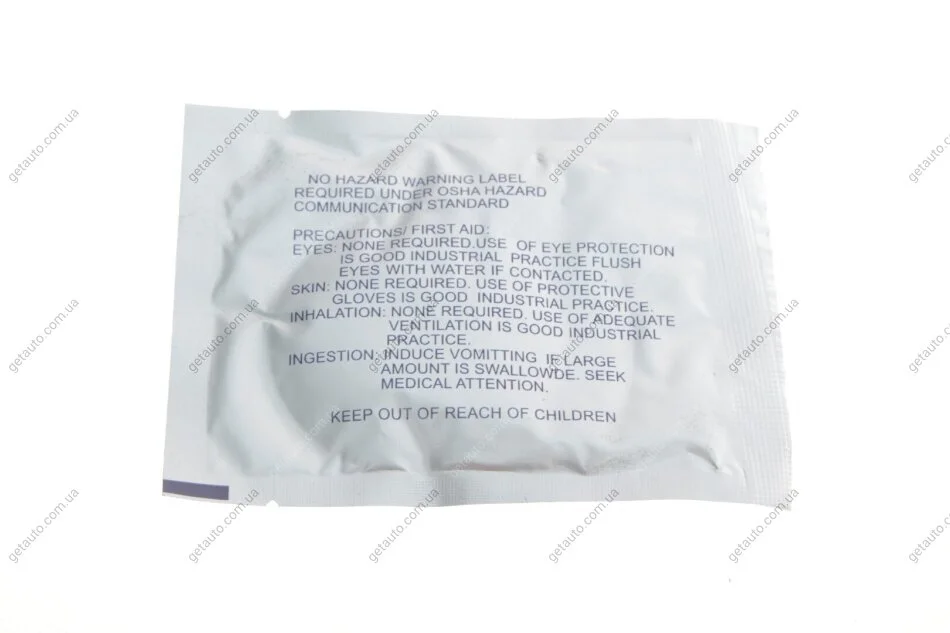 NO HAZARD WARNING LABEL
REQUIRED UNDER OSHA HAZARD
COMMUNICATION STANDARD
PRECAUTIONS/ FIRST AID:
EYES: NONE REQUIRED.USE OF EYE PROTECTION
IS GOOD INDUSTRIAL PRACTICE FLUSH
EYES WITH WATER IF CONTACTED.
SKIN: NONE REQUIRED. USE OF PROTECTIVE
GLOVES IS GOOD INDUSTRIAL PRACTICE.
INHALATION: NONE REQUIRED. USE OF ADEQUATE
VENTILATION IS GOOD INDUSTRIAL
PRACTICE.
INGESTION: INDUCE VOMITTING IF LARGE
AMOUNT IS SWALLOWDE. SEEK
MEDICAL ATTENTION.
KEEP OUT OF REACH OF CHILDREN
getauto.com.ua